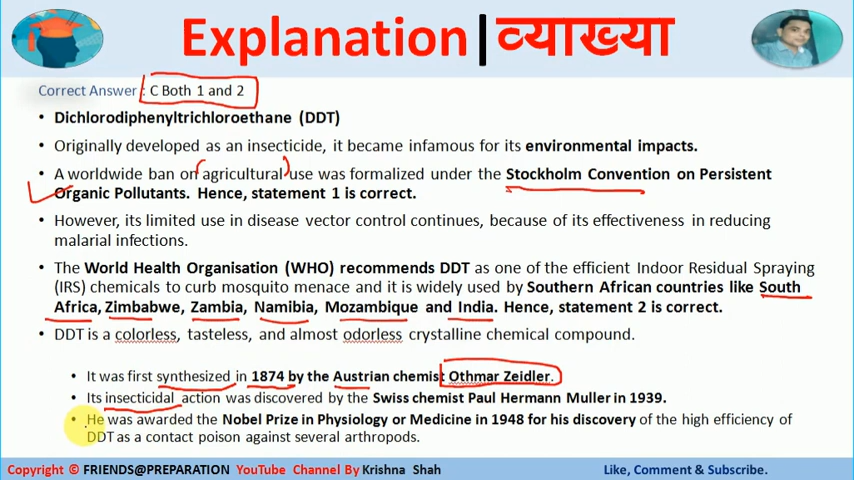 Explanation|व्याख्या
Correct Answer : C Both 1 and 2
• Dichlorodiphenyltrichloroethane (DDT)
• Originally developed as an insecticide, it became infamous for its environmental impacts.
• A worldwide ban on agricultural use was formalized under the Stockholm Convention on Persistent
Organic Pollutants. Hence, statement 1 is correct.
• However, its limited use in disease vector control continues, because of its effectiveness in reducing
malarial infections.
• The World Health Organisation (WHO) recommends DDT as one of the efficient Indoor Residual Spraying
(IRS) chemicals to curb mosquito menace and it is widely used by Southern African countries like South
Africa, Zimbabwe, Zambia, Namibia, Mozambique and India. Hence, statement 2 is correct.
• DDT is a colorless, tasteless, and almost odorless crystalline chemical compound.
• It was first synthesized in 1874 by the Austrian chemist Othmar Zeidler.
• Its insecticidal action was discovered by the Swiss chemist Paul Hermann Muller in 1939.
• He was awarded the Nobel Prize in Physiology or Medicine in 1948 for his discovery of the high efficiency of
DDT as a contact poison against several arthropods.
Copyright © FRIENDS@PREPARATION YouTube Channel By Krishna Shah Like, Comment & Subscribe.